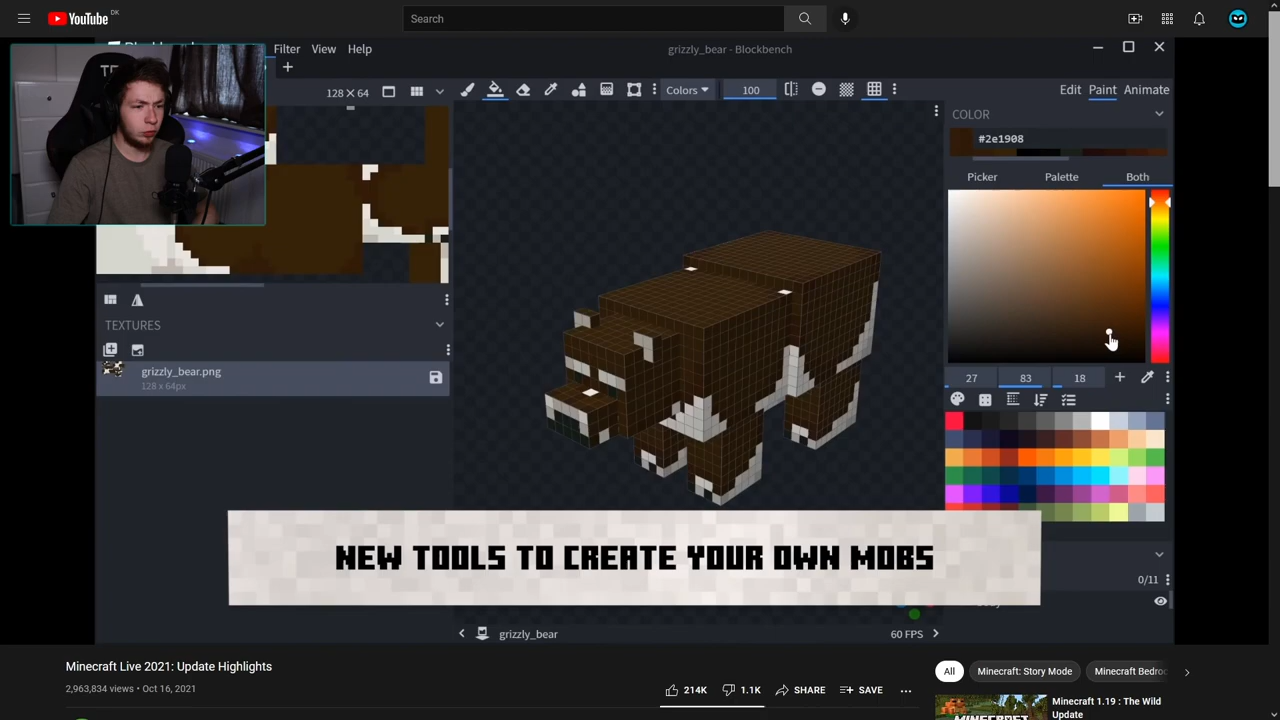 YouTube DK
Search
Filter View Help
grizzly_bear - Blockbench
128 × 64
Colors
100
Edit Paint Animate
COLOR
#2e1908
Picker Palette Both
27 83 18
TEXTURES
grizzly_bear.png
128 x 64px
NEW TOOLS TO CREATE YOUR OWN MOBS
0/11
grizzly_bear
60 FPS
Minecraft Live 2021: Update Highlights
2,963,834 views • Oct 16, 2021
214K 1.1K SHARE SAVE
All Minecraft: Story Mode Minecraft Bedroc
Minecraft 1.19 : The Wild
Update